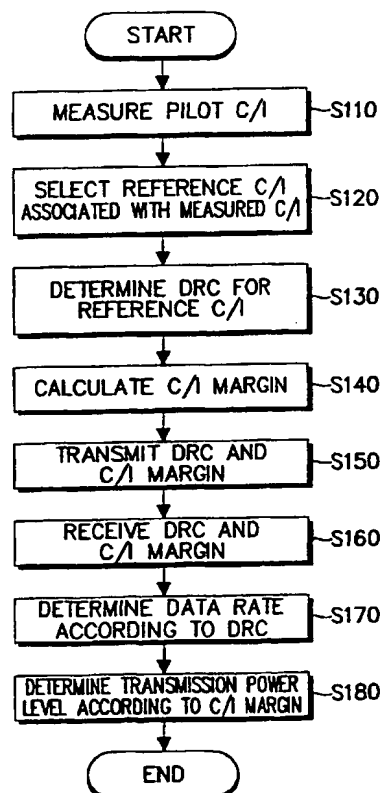 START
MEASURE PILOT C/I
S110
SELECT REFERENCE C/I
ASSOCIATED WITH MEASURED C/I
S120
DETERMINE DRC FOR
REFERENCE C/I
S130
CALCULATE C/I MARGIN
S140
TRANSMIT DRC AND
C/I MARGIN
S150
RECEIVE DRC AND
C/I MARGIN
S160
DETERMINE DATA RATE
ACCORDING TO DRC
S170
DETERMINE TRANSMISSION POWER
LEVEL ACCORDING TO C/I MARGIN
S180
END